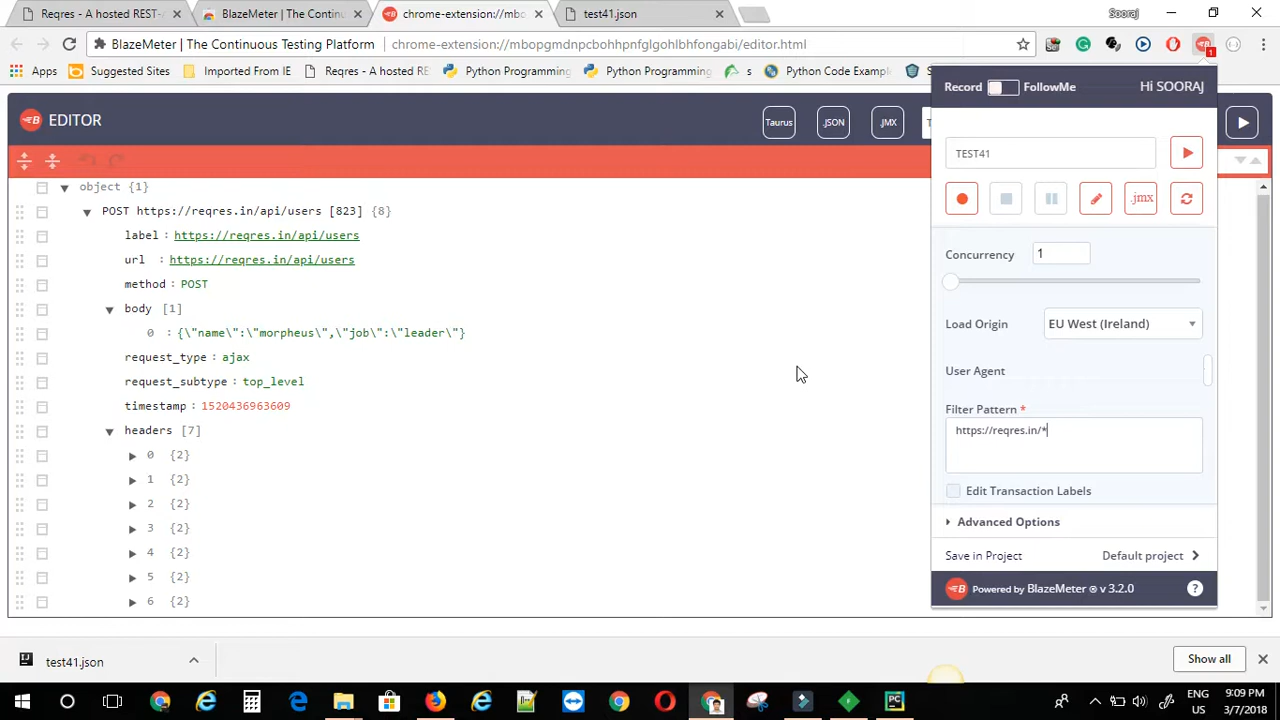 Reqres - A hosted REST-A
BlazeMeter | The Continu
chrome-extension://mbo
test41.json
Sooraj
BlazeMeter | The Continuous Testing Platform
chrome-extension://mbopgmdnpcbohhpnfglgohlbhfongabi/editor.html
1
Apps
Suggested Sites
Imported From IE
Reqres - A hosted RE
Python Programming
Python Programming
s
Python Code Example
Record
FollowMe
Hi SOORAJ
EDITOR
Taurus
.JSON
.JMX
TEST41
.jmx
object {1}
POST https://reqres.in/api/users [823] {8}
label : https://reqres.in/api/users
url : https://reqres.in/api/users
method : POST
body [1]
0 : {\"name\":\"morpheus\",\"job\":\"leader\"}
request_type : ajax
request_subtype : top_level
timestamp : 1520436963609
headers [7]
0 {2}
1 {2}
2 {2}
3 {2}
4 {2}
5 {2}
6 {2}
Concurrency 1
Load Origin EU West (Ireland)
User Agent
Filter Pattern *
https://reqres.in/*
Edit Transaction Labels
Advanced Options
Save in Project Default project
Powered by BlazeMeter ® v 3.2.0 ?
test41.json
Show all
ENG 9:09 PM
US 3/7/2018